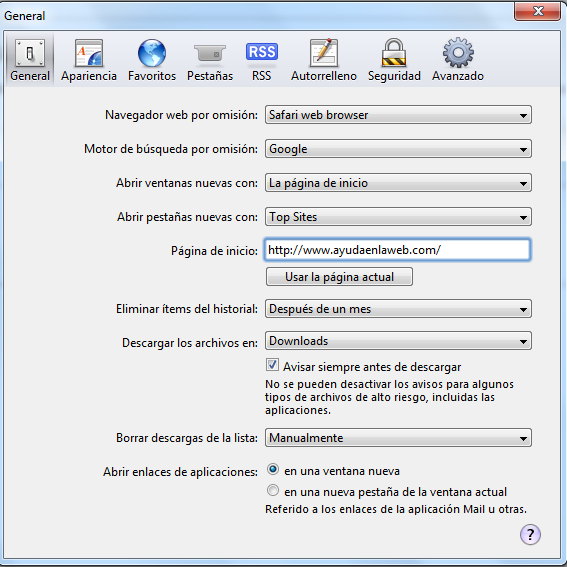 General
General Apariencia Favoritos Pestañas RSS RSS Autorrelleno Seguridad Avanzado
Navegador web por omisión: Safari web browser
Motor de búsqueda por omisión: Google
Abrir ventanas nuevas con: La página de inicio
Abrir pestañas nuevas con: Top Sites
Página de inicio: http://www.ayudaenlaweb.com/
Usar la página actual
Eliminar ítems del historial: Después de un mes
Descargar los archivos en: Downloads
Avisar siempre antes de descargar
No se pueden desactivar los avisos para algunos
tipos de archivos de alto riesgo, incluidas las
aplicaciones.
Borrar descargas de la lista: Manualmente
Abrir enlaces de aplicaciones: en una ventana nueva
en una nueva pestaña de la ventana actual
Referido a los enlaces de la aplicación Mail u otras.
?